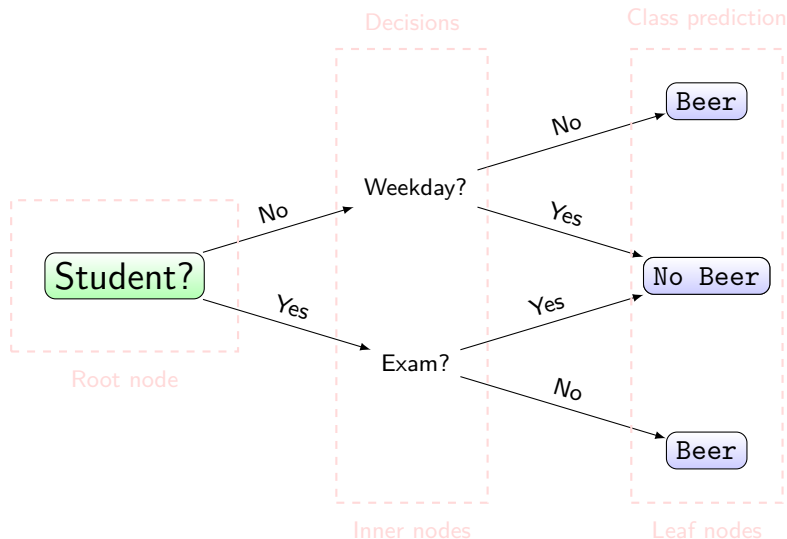 Decisions
Class prediction
Beer
No
Weekday?
No
Yes
Student?
No Beer
Yes
Yes
Exam?
Root node
No
Beer
Inner nodes
Leaf nodes